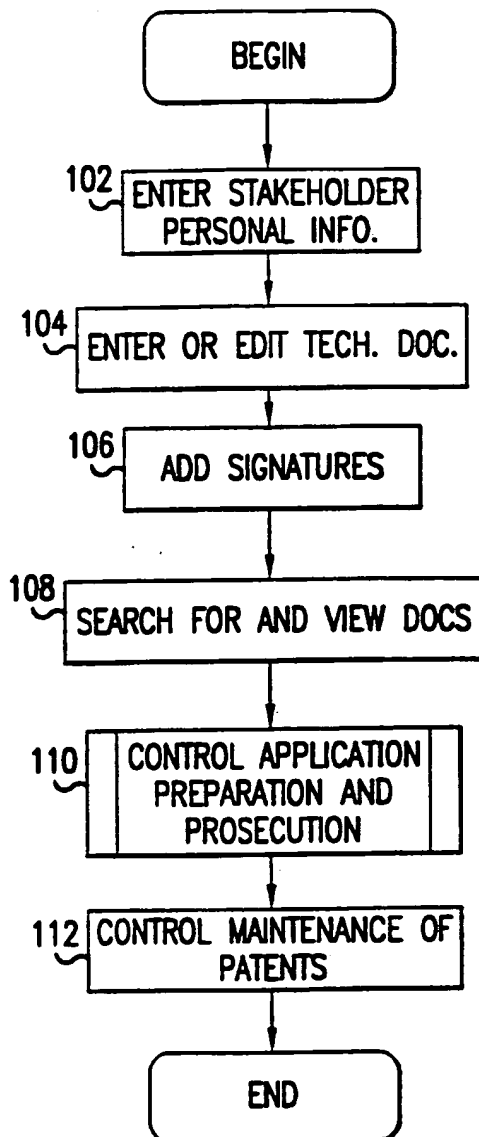 BEGIN
102
ENTER STAKEHOLDER
PERSONAL INFO.
104
ENTER OR EDIT TECH. DOC.
106
ADD SIGNATURES
108
SEARCH FOR AND VIEW DOCS
110
CONTROL APPLICATION
PREPARATION AND
PROSECUTION
112
CONTROL MAINTENANCE OF
PATENTS
END